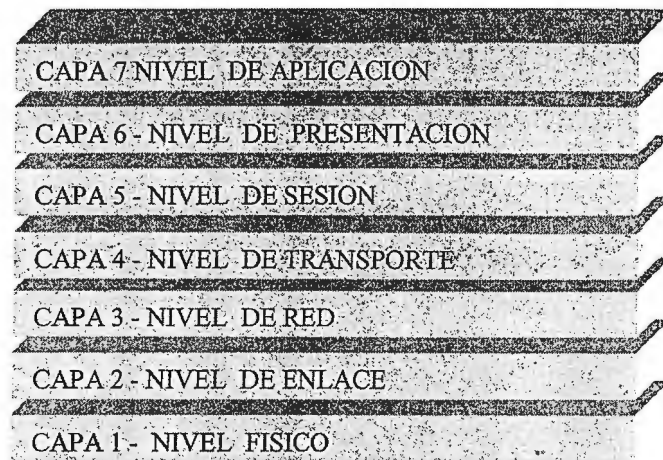 CAPA 7 NIVEL DE APLICACION
CAPA 6 - NIVEL DE PRESENTACION
CAPA 5 - NIVEL DE SESION
CAPA 4 - NIVEL DE TRANSPORTE
CAPA 3 - NIVEL DE RED
CAPA 2 - NIVEL DE ENLACE
CAPA 1 - NIVEL FISICO